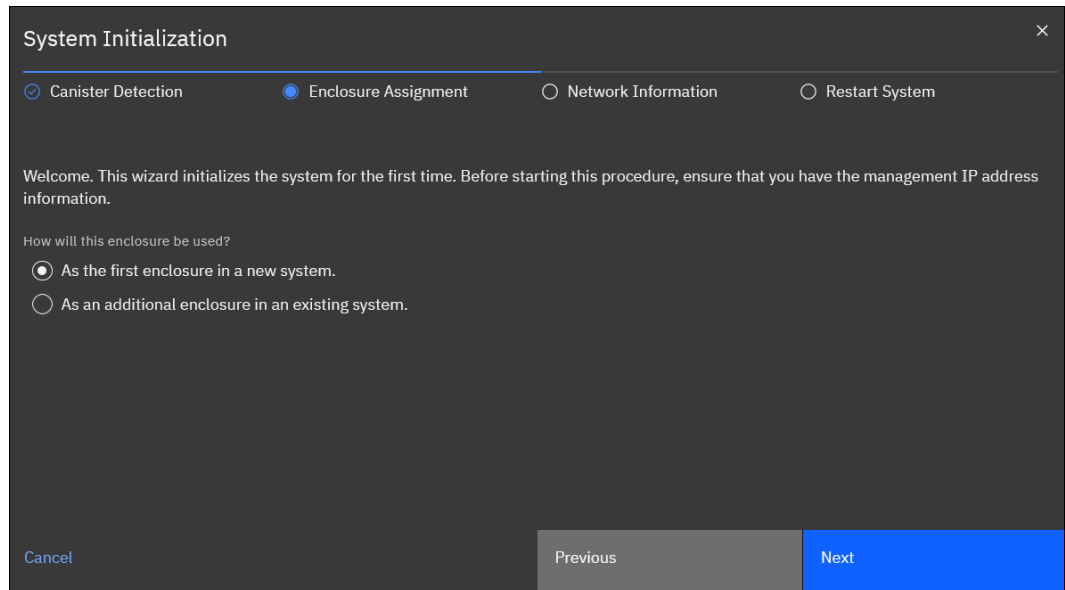 System Initialization
Canister Detection
Enclosure Assignment
Network Information
Restart System
Welcome. This wizard initializes the system for the first time. Before starting this procedure, ensure that you have the management IP address
information.
How will this enclosure be used?
As the first enclosure in a new system.
As an additional enclosure in an existing system.
Cancel
Previous
Next